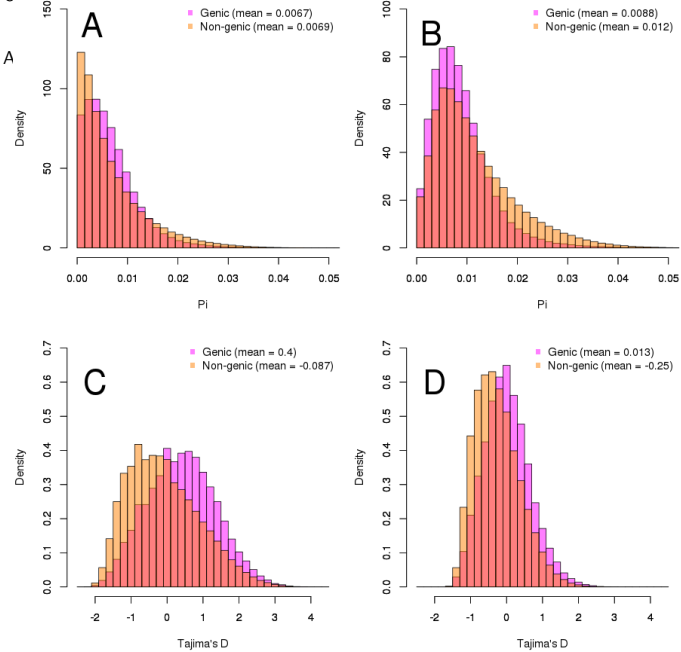 A
A
Genic (mean = 0.0067)
Non-genic (mean = 0.0069)
Density
150
100
50
0
0.00 0.01 0.02 0.03 0.04 0.05
Pi
B
Genic (mean = 0.0088)
Non-genic (mean = 0.012)
Density
100
80
60
40
20
0
0.00 0.01 0.02 0.03 0.04 0.05
Pi
C
Genic (mean = 0.4)
Non-genic (mean = -0.087)
Density
0.7
0.6
0.5
0.4
0.3
0.2
0.1
0.0
-2 -1 0 1 2 3 4
Tajima's D
D
Genic (mean = 0.013)
Non-genic (mean = -0.25)
Density
0.7
0.6
0.5
0.4
0.3
0.2
0.1
0.0
-2 -1 0 1 2 3 4
Tajima's D